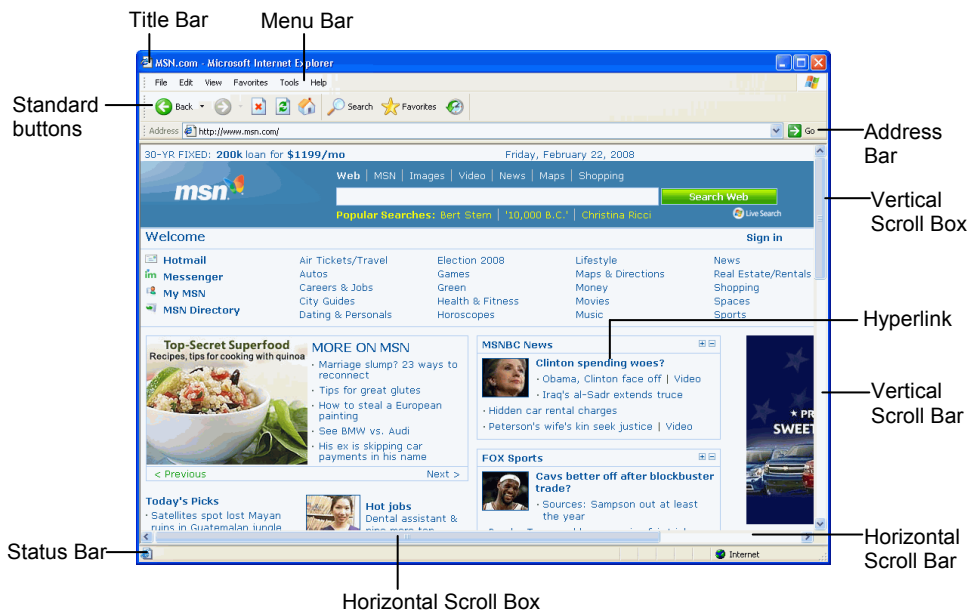 Title Bar
Menu Bar
MSN.com - Microsoft Internet Explorer
File Edit View Favorites Tools Help
Standard buttons
Back Search Favorites
Address http://www.msn.com/ Go
Address Bar
30-YR FIXED: 200k loan for $1199/mo Friday, February 22, 2008
msn
Web | MSN | Images | Video | News | Maps | Shopping
Search Web
Popular Searches: Bert Stern | '10,000 B.C.' | Christina Ricci
Live Search
Vertical Scroll Box
Welcome Sign in
Hotmail
Messenger
My MSN
MSN Directory
Air Tickets/Travel
Autos
Careers & Jobs
City Guides
Dating & Personals
Election 2008
Games
Green
Health & Fitness
Horoscopes
Lifestyle
Maps & Directions
Money
Movies
Music
News
Real Estate/Rentals
Shopping
Spaces
Sports
Hyperlink
Top-Secret Superfood
Recipes, tips for cooking with quinoa
MORE ON MSN
· Marriage slump? 23 ways to
reconnect
· Tips for great glutes
· How to steal a European
painting
· See BMW vs. Audi
· His ex is skipping car
payments in his name
< Previous Next >
MSNBC News
Clinton spending woes?
· Obama, Clinton face off | Video
· Iraq's al-Sadr extends truce
· Hidden car rental charges
· Peterson's wife's kin seek justice | Video
Vertical Scroll Bar
PR
SWEET
FOX Sports
Cavs better off after blockbuster
trade?
· Sources: Sampson out at least
the year
Today's Picks
· Satellites spot lost Mayan
ruins in Guatemalan jungle
Hot jobs
Dental assistant &
Status Bar
Internet
Horizontal Scroll Bar
Horizontal Scroll Box